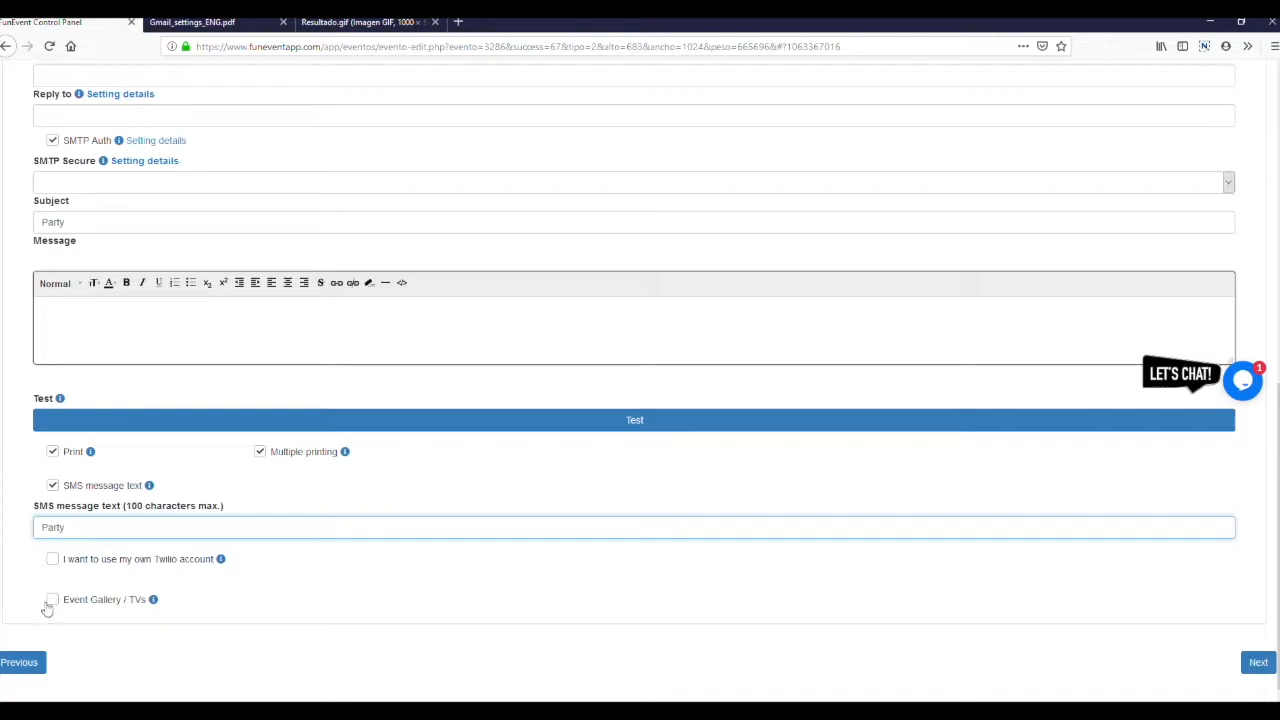 FunEvent Control Panel
Gmail_settings_ENG.pdf
Resultado.gif (Imagen GIF, 1000 ×
https://www.funeventapp.com/app/eventos/evento-edit.php?evento=3286&success=67&tipo=2&alto=683&ancho=1024&peso=665696&#?1063367016
Reply to Setting details
SMTP Auth Setting details
SMTP Secure Setting details
Subject
Party
Message
Normal
LET'S CHAT!
1
Test
Test
Print Multiple printing
SMS message text
SMS message text (100 characters max.)
Party
I want to use my own Twilio account
Event Gallery / TVs
Previous Next